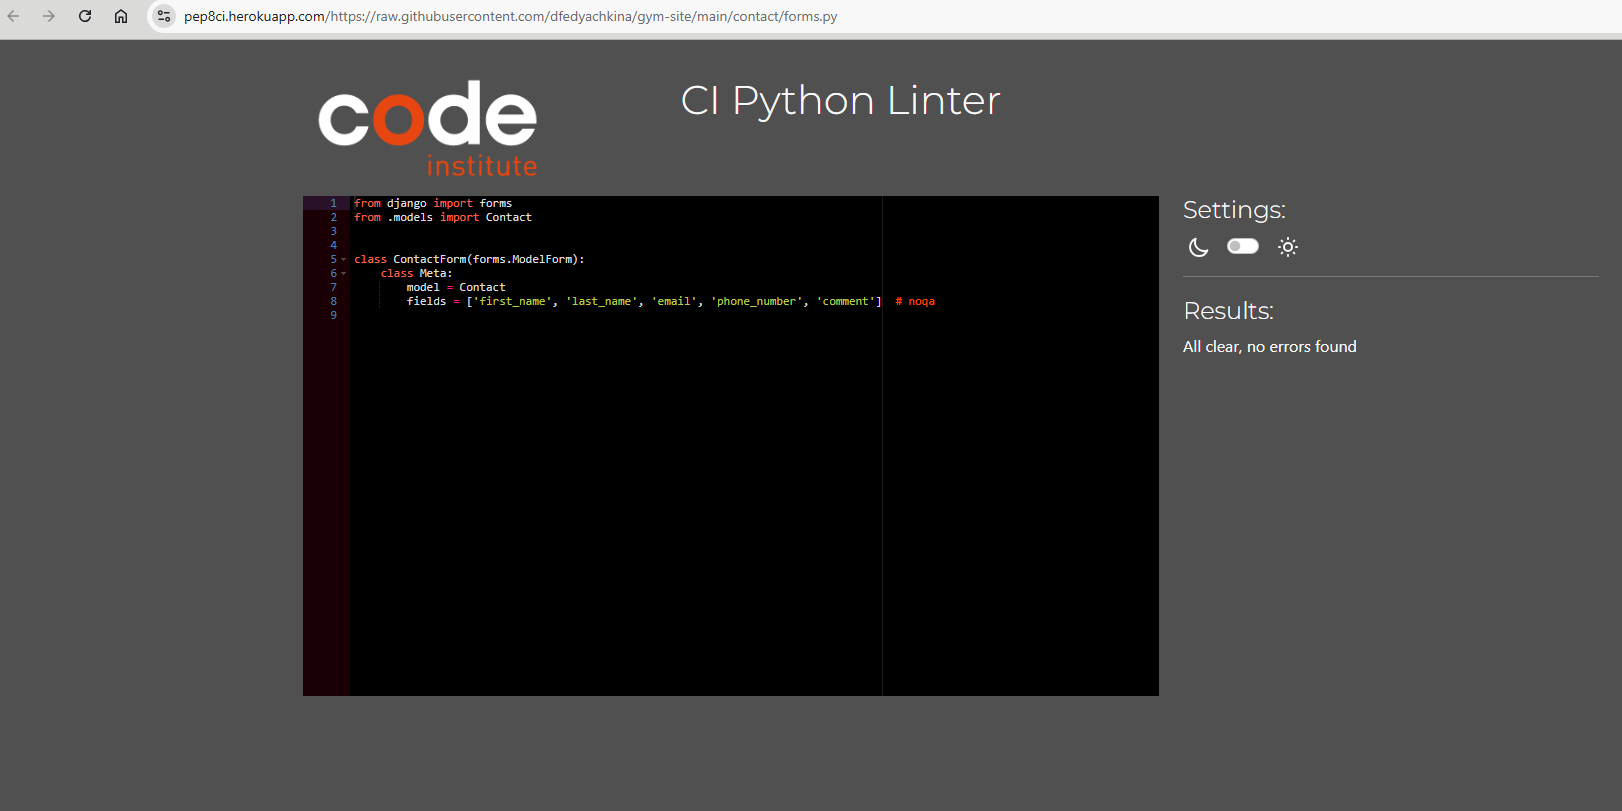 pep8ci.herokuapp.com/https://raw.githubusercontent.com/dfedyachkina/gym-site/main/contact/forms.py
code
institute
CI Python Linter
1 from django import forms
2 from .models import Contact
3
4
5 class ContactForm(forms.ModelForm):
6     class Meta:
7         model = Contact
8         fields = ['first_name', 'last_name', 'email', 'phone_number', 'comment']  # noqa
9
Settings:
Results:
All clear, no errors found